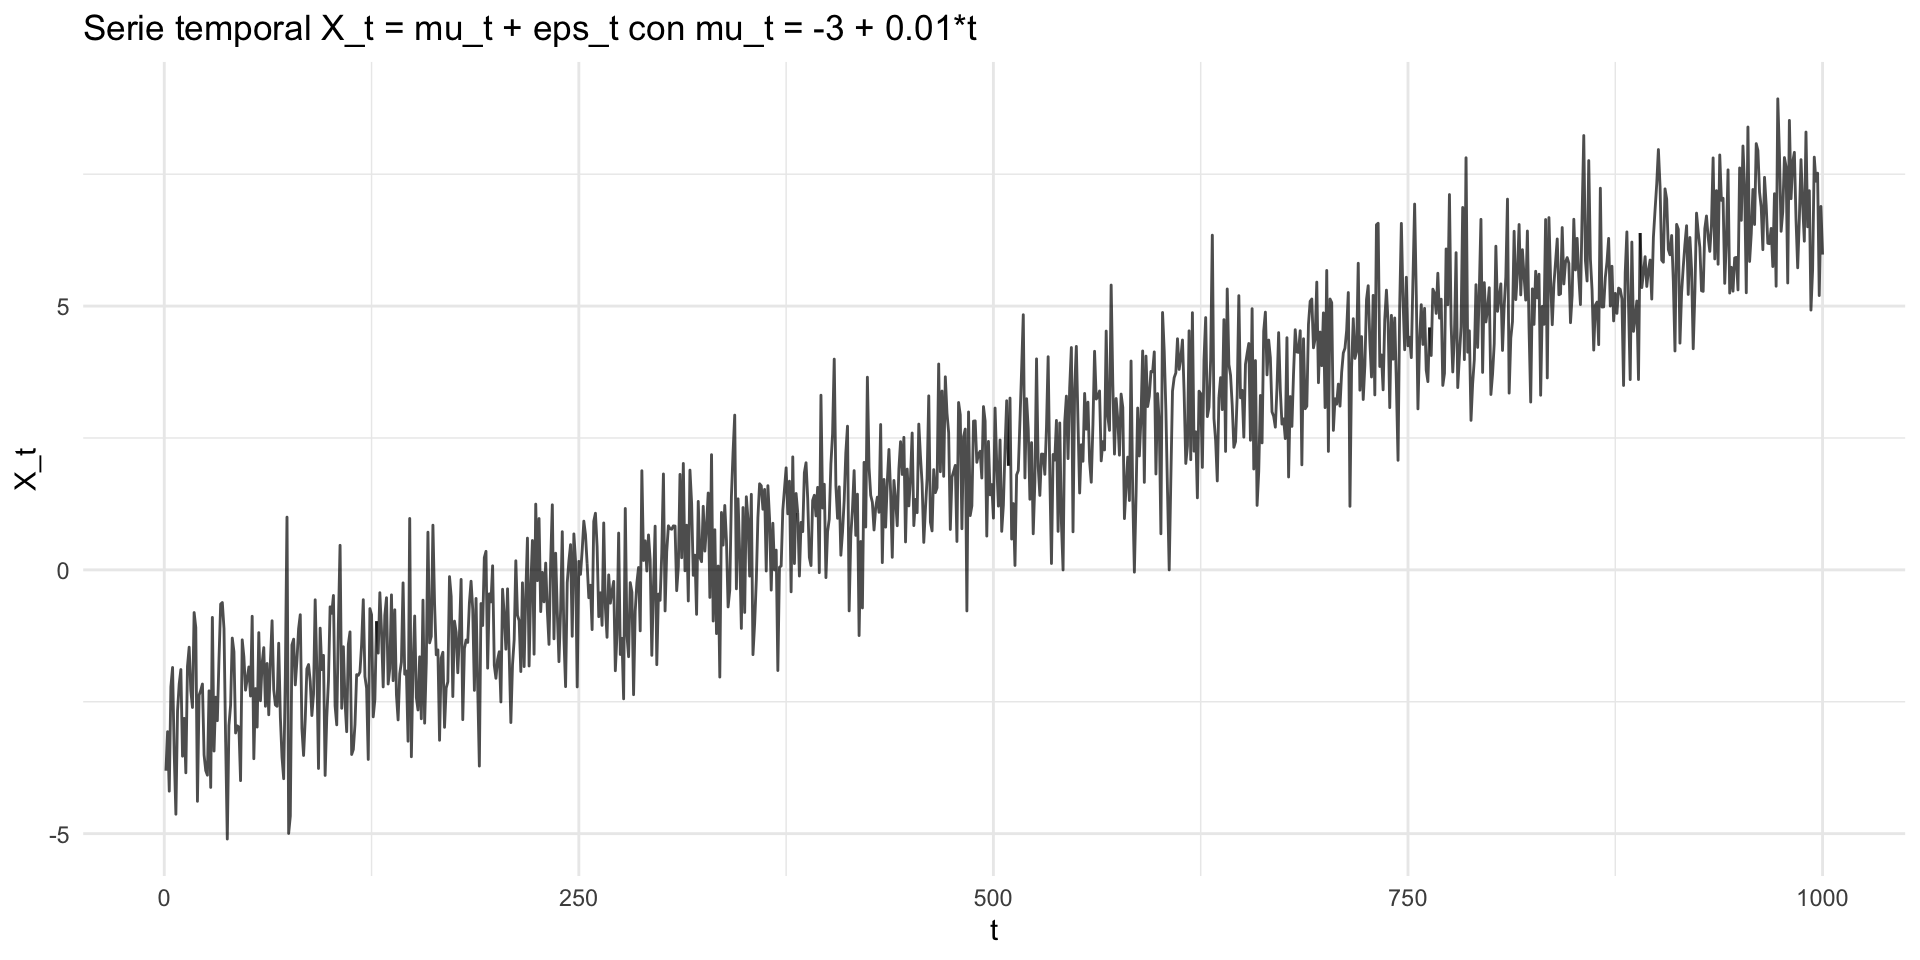 Serie temporal X_t = mu_t + eps_t con mu_t = -3 + 0.01*t
X_t
5
0
-5
0 250 500 750 1000
t